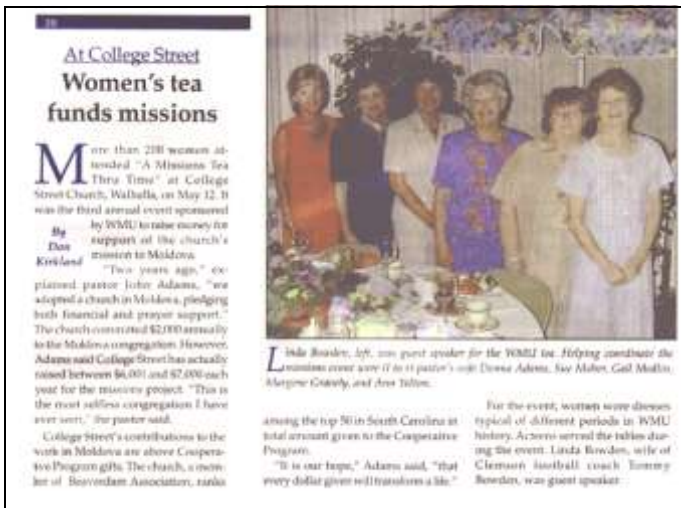 At College Street
Women's tea
funds missions
More than 200 women at-
tended "A Missions Tea
Thru Time" at College
Street Church, Walhalla, on May 12. It
was the third annual event sponsored
by WMU to raise money for
support of the church's
mission to Moldova.
By
Dan
Kirkland
"Two years ago," ex-
plained pastor John Adams, "we
adopted a church in Moldova, pledging
both financial and prayer support."
The church committed $2,000 annually
to the Moldova congregation. However,
Adams said College Street has actually
raised between $6,000 and $7,000 each
year for the missions project. "This is
the most selfless congregation I have
ever seen," the pastor said.
College Street's contributions to the
work in Moldova are above Coopera-
tive Program gifts. The church, a mem-
ber of Beaverdam Association, ranks
Linda Bowden, left, was guest speaker for the WMU tea. Helping coordinate the
missions event were (l to r) pastor's wife Donna Adams, Sue Maher, Gail
and Ann
among the top 50 in South Carolina in
total amount given to the Cooperative
Program.
"It is our hope," Adams said, "that
every dollar given will transform a life."
For the event, women wore dresses
typical of different periods in WMU
history. Acteens served the tables dur-
ing the event. Linda Bowden, wife of
Clemson football coach Tommy
Bowden, was guest speaker.